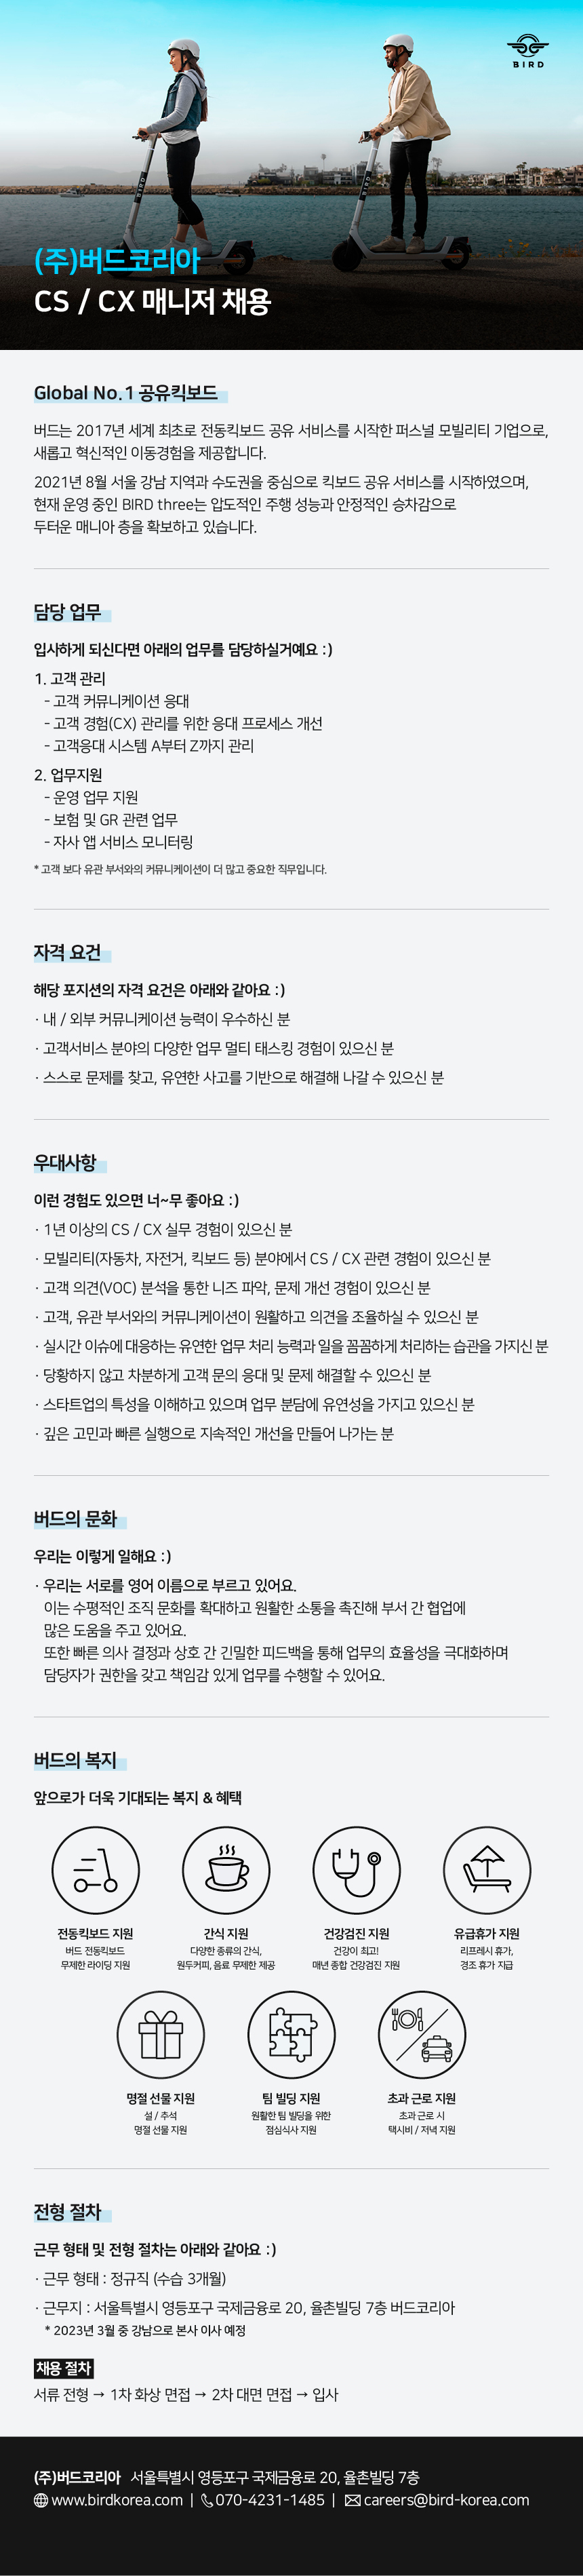 BIRD
BIRD
BIRD
(주)버드코리아
CS / CX 매니저 채용
Global No.1 공유킥보드
버드는 2017년 세계 최초로 전동킥보드 공유 서비스를 시작한 퍼스널 모빌리티 기업으로,
새롭고 혁신적인 이동경험을 제공합니다.
2021년 8월 서울 강남 지역과 수도권을 중심으로 킥보드 공유 서비스를 시작하였으며,
현재 운영 중인 BIRD three는 압도적인 주행 성능과 안정적인 승차감으로
두터운 매니아 층을 확보하고 있습니다.
담당 업무
입사하게 되신다면 아래의 업무를 담당하실거예요 :)
1. 고객 관리
- 고객 커뮤니케이션 응대
- 고객 경험(CX) 관리를 위한 응대 프로세스 개선
- 고객응대 시스템 A부터 Z까지 관리
2. 업무지원
- 운영 업무 지원
- 보험 및 GR 관련 업무
- 자사 앱 서비스 모니터링
* 고객 보다 유관 부서와의 커뮤니케이션이 더 많고 중요한 직무입니다.
자격 요건
해당 포지션의 자격 요건은 아래와 같아요 :)
· 내 / 외부 커뮤니케이션 능력이 우수하신 분
· 고객서비스 분야의 다양한 업무 멀티 태스킹 경험이 있으신 분
· 스스로 문제를 찾고, 유연한 사고를 기반으로 해결해 나갈 수 있으신 분
우대사항
이런 경험도 있으면 너~무 좋아요 :)
· 1년 이상의 CS / CX 실무 경험이 있으신 분
· 모빌리티(자동차, 자전거, 킥보드 등) 분야에서 CS / CX 관련 경험이 있으신 분
· 고객 의견(VOC) 분석을 통한 니즈 파악, 문제 개선 경험이 있으신 분
· 고객, 유관 부서와의 커뮤니케이션이 원활하고 의견을 조율하실 수 있으신 분
· 실시간 이슈에 대응하는 유연한 업무 처리 능력과 일을 꼼꼼하게 처리하는 습관을 가지신 분
· 당황하지 않고 차분하게 고객 문의 응대 및 문제 해결할 수 있으신 분
· 스타트업의 특성을 이해하고 있으며 업무 분담에 유연성을 가지고 있으신 분
· 깊은 고민과 빠른 실행으로 지속적인 개선을 만들어 나가는 분
버드의 문화
우리는 이렇게 일해요 :)
· 우리는 서로를 영어 이름으로 부르고 있어요.
이는 수평적인 조직 문화를 확대하고 원활한 소통을 촉진해 부서 간 협업에
많은 도움을 주고 있어요.
또한 빠른 의사 결정과 상호 간 긴밀한 피드백을 통해 업무의 효율성을 극대화하며
담당자가 권한을 갖고 책임감 있게 업무를 수행할 수 있어요.
버드의 복지
앞으로가 더욱 기대되는 복지 & 혜택
전동킥보드 지원
버드 전동킥보드
무제한 라이딩 지원
간식 지원
다양한 종류의 간식,
원두커피, 음료 무제한 제공
건강검진 지원
건강이 최고!
매년 종합 건강검진 지원
유급휴가 지원
리프레시 휴가,
경조 휴가 지급
명절 선물 지원
설 / 추석
명절 선물 지원
팀 빌딩 지원
원활한 팀 빌딩을 위한
점심식사 지원
초과 근로 지원
초과 근로 시
택시비 / 저녁 지원
전형 절차
근무 형태 및 전형 절차는 아래와 같아요 :)
· 근무 형태 : 정규직 (수습 3개월)
· 근무지 : 서울특별시 영등포구 국제금융로 20, 율촌빌딩 7층 버드코리아
* 2023년 3월 중 강남으로 본사 이사 예정
채용 절차
서류 전형 → 1차 화상 면접 → 2차 대면 면접 → 입사
(주)버드코리아 서울특별시 영등포구 국제금융로 20, 율촌빌딩 7층
www.birdkorea.com | 070-4231-1485 | careers@bird-korea.com